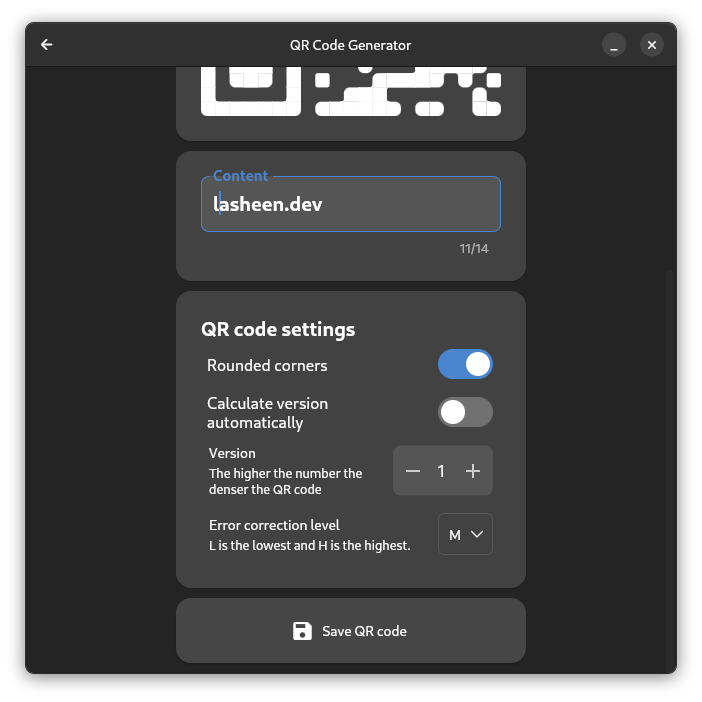 QR Code Generator
Content
lasheen.dev
11/14
QR code settings
Rounded corners
Calculate version
automatically
Version
The higher the number the
denser the QR code
1
Error correction level
L is the lowest and H is the highest.
M
Save QR code